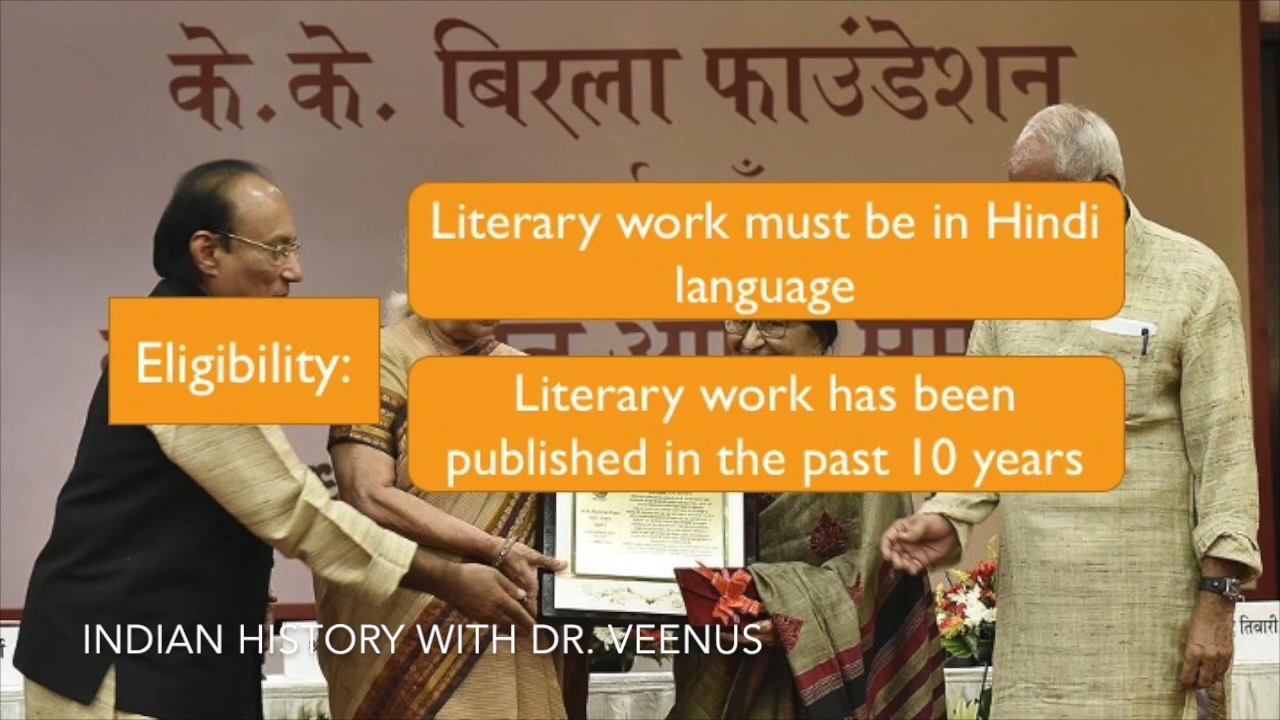 के. के. बिरला फाउंडेशन
Literary work must be in Hindi
language
Eligibility:
Literary work has been
published in the past 10 years
INDIAN HISTORY WITH DR. VEENUS
तिवारी